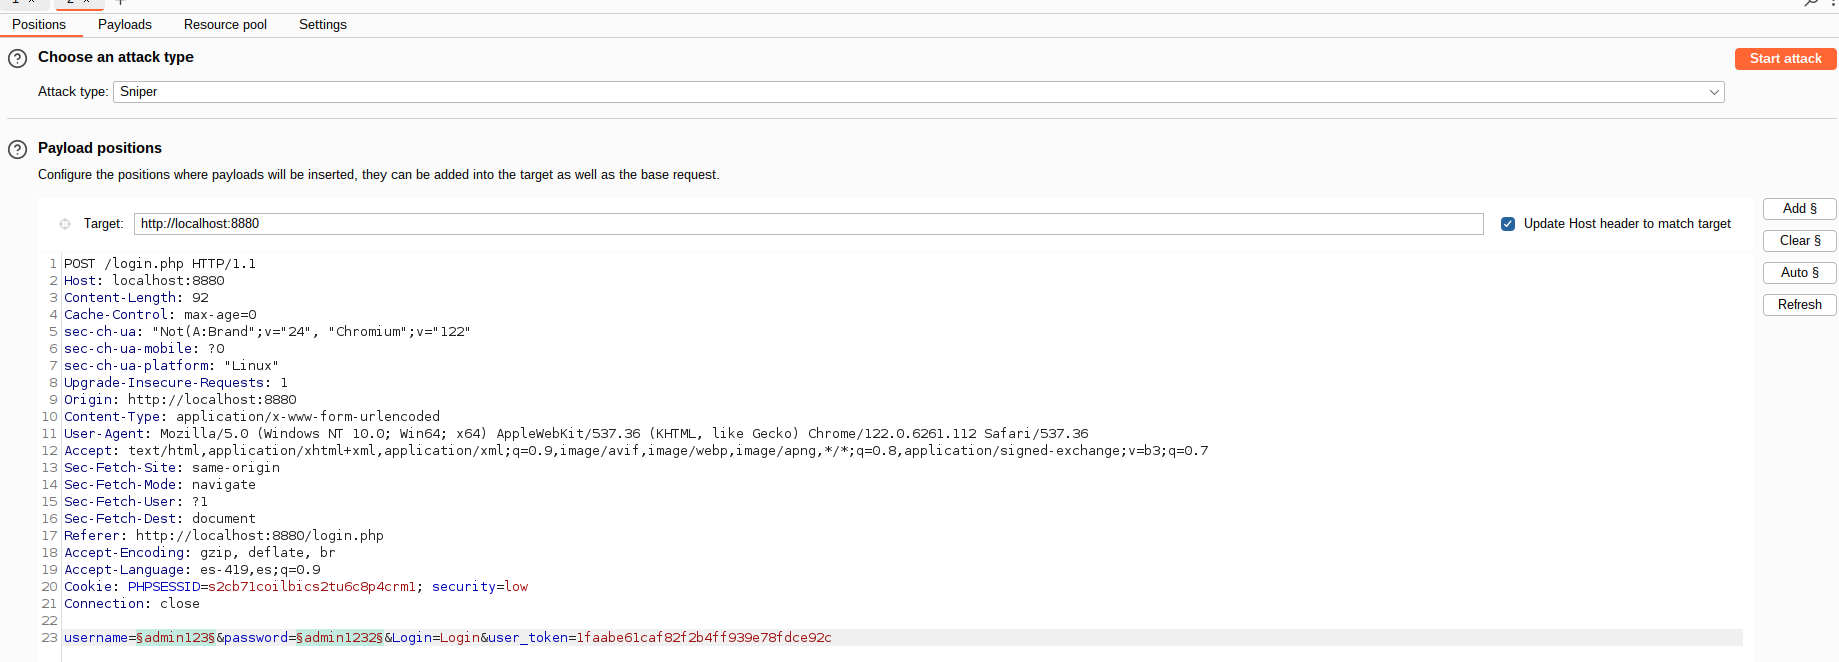 1 × 2 × +
Positions Payloads Resource pool Settings
? Choose an attack type
Start attack
Attack type: Sniper
? Payload positions
Configure the positions where payloads will be inserted, they can be added into the target as well as the base request.
Target: http://localhost:8880
Update Host header to match target
Add §
Clear §
Auto §
Refresh
1 POST /login.php HTTP/1.1
2 Host: localhost:8880
3 Content-Length: 92
4 Cache-Control: max-age=0
5 sec-ch-ua: "Not(A:Brand";v="24", "Chromium";v="122"
6 sec-ch-ua-mobile: ?0
7 sec-ch-ua-platform: "Linux"
8 Upgrade-Insecure-Requests: 1
9 Origin: http://localhost:8880
10 Content-Type: application/x-www-form-urlencoded
11 User-Agent: Mozilla/5.0 (Windows NT 10.0; Win64; x64) AppleWebKit/537.36 (KHTML, like Gecko) Chrome/122.0.6261.112 Safari/537.36
12 Accept: text/html,application/xhtml+xml,application/xml;q=0.9,image/avif,image/webp,image/apng,*/*;q=0.8,application/signed-exchange;v=b3;q=0.7
13 Sec-Fetch-Site: same-origin
14 Sec-Fetch-Mode: navigate
15 Sec-Fetch-User: ?1
16 Sec-Fetch-Dest: document
17 Referer: http://localhost:8880/login.php
18 Accept-Encoding: gzip, deflate, br
19 Accept-Language: es-419,es;q=0.9
20 Cookie: PHPSESSID=s2cb71coilbics2tu6c8p4crm1; security=low
21 Connection: close
22
23 username=§admin123§&password=§admin1232§&Login=Login&user_token=1faabe61caf82f2b4ff939e78fdce92c